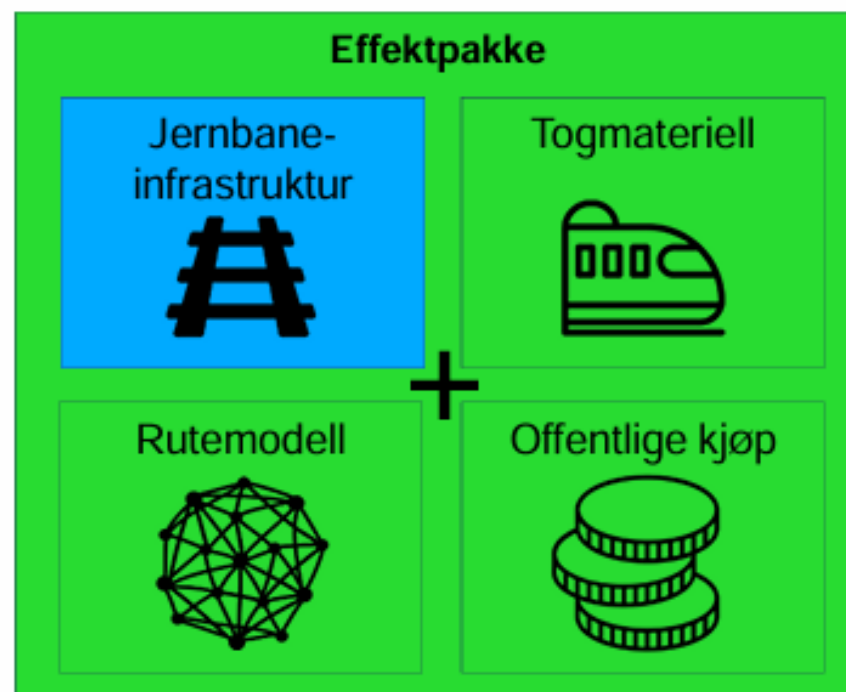 Effektpakke
Jernbane-
infrastruktur
Togmateriell
Rutemodell
Offentlige kjøp